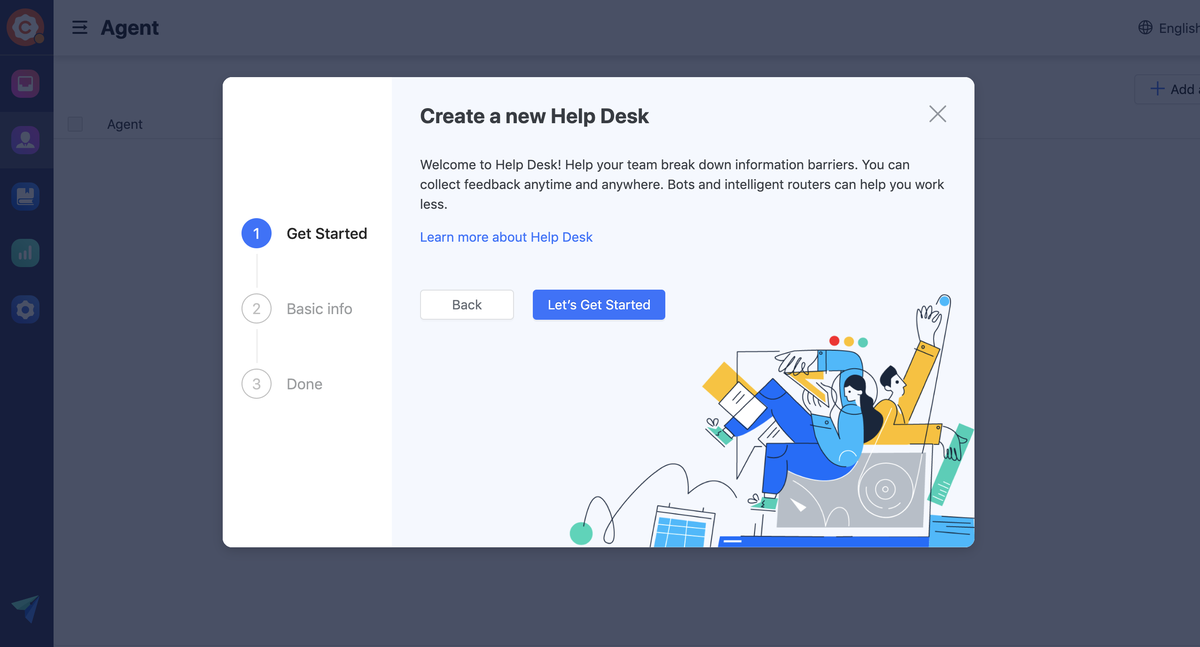 Agent
English
Add
Agent
Create a new Help Desk
Welcome to Help Desk! Help your team break down information barriers. You can
collect feedback anytime and anywhere. Bots and intelligent routers can help you work
less.
Learn more about Help Desk
1 Get Started
2 Basic info
3 Done
Back
Let's Get Started